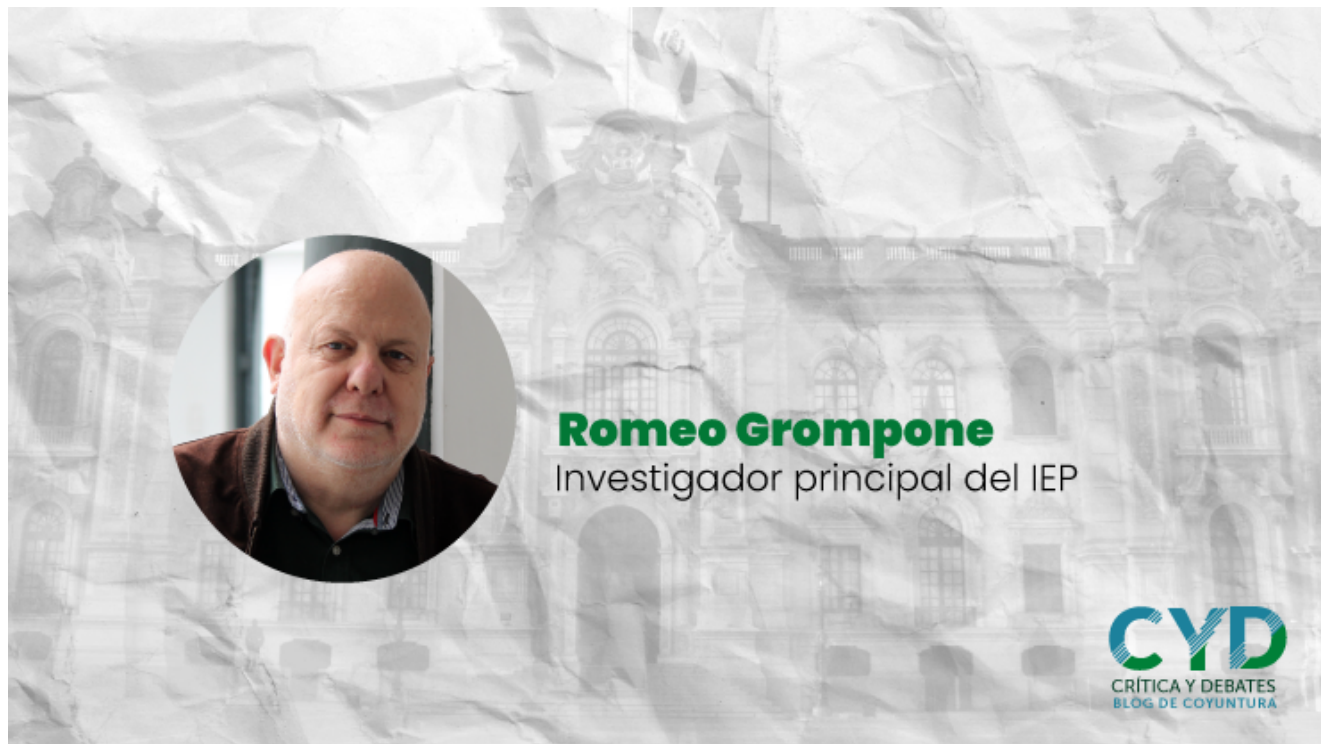 Romeo Grompone
Investigador principal del IEP
CYD
CRÍTICA Y DEBATES
BLOG DE COYUNTURA